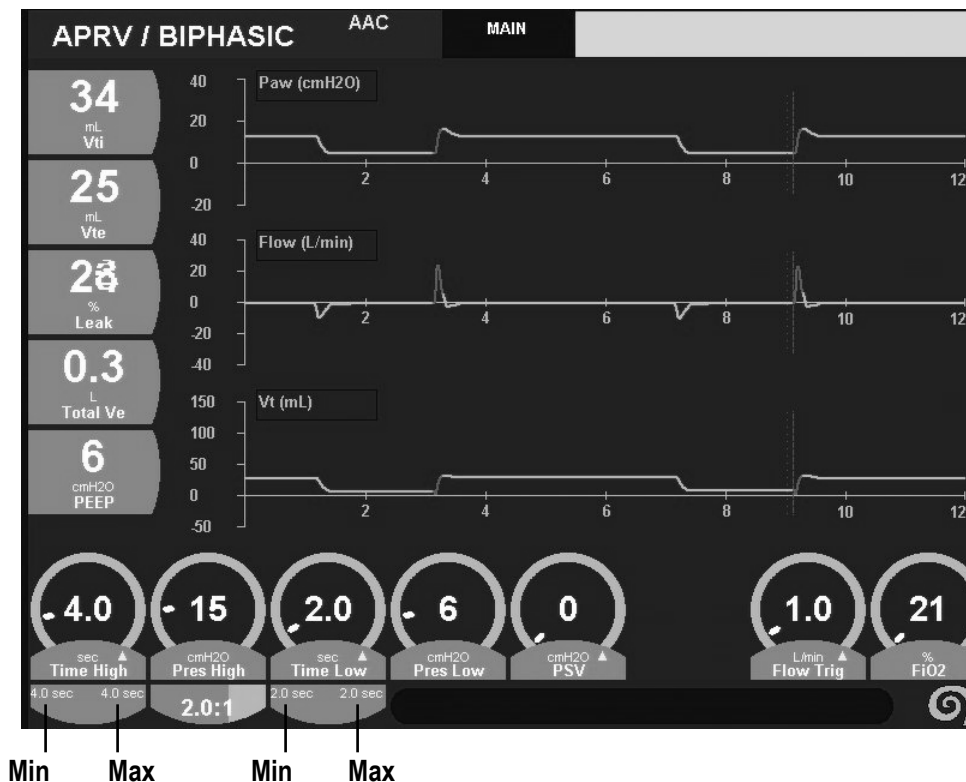 APRV / BIPHASIC
AAC
MAIN
34
mL
Vti
25
mL
Vte
%
Leak
0.3
L
Total Ve
6
cmH2O
PEEP
Paw (cmH2O)
40
20
0
-20
2 4 6 8 10 12
Flow (L/min)
40
20
0
-20
-40
2 4 6 8 10 12
Vt (mL)
150
100
50
0
-50
2 4 6 8 10 12
4.0 15 2.0 6 0 1.0 21
sec cmH2O sec cmH2O cmH2O L/min %
Time High Pres High Time Low Pres Low PSV Flow Trig FiO2
4.0 sec 4.0 sec 2.0:1 2.0 sec 2.0 sec
Min Max Min Max